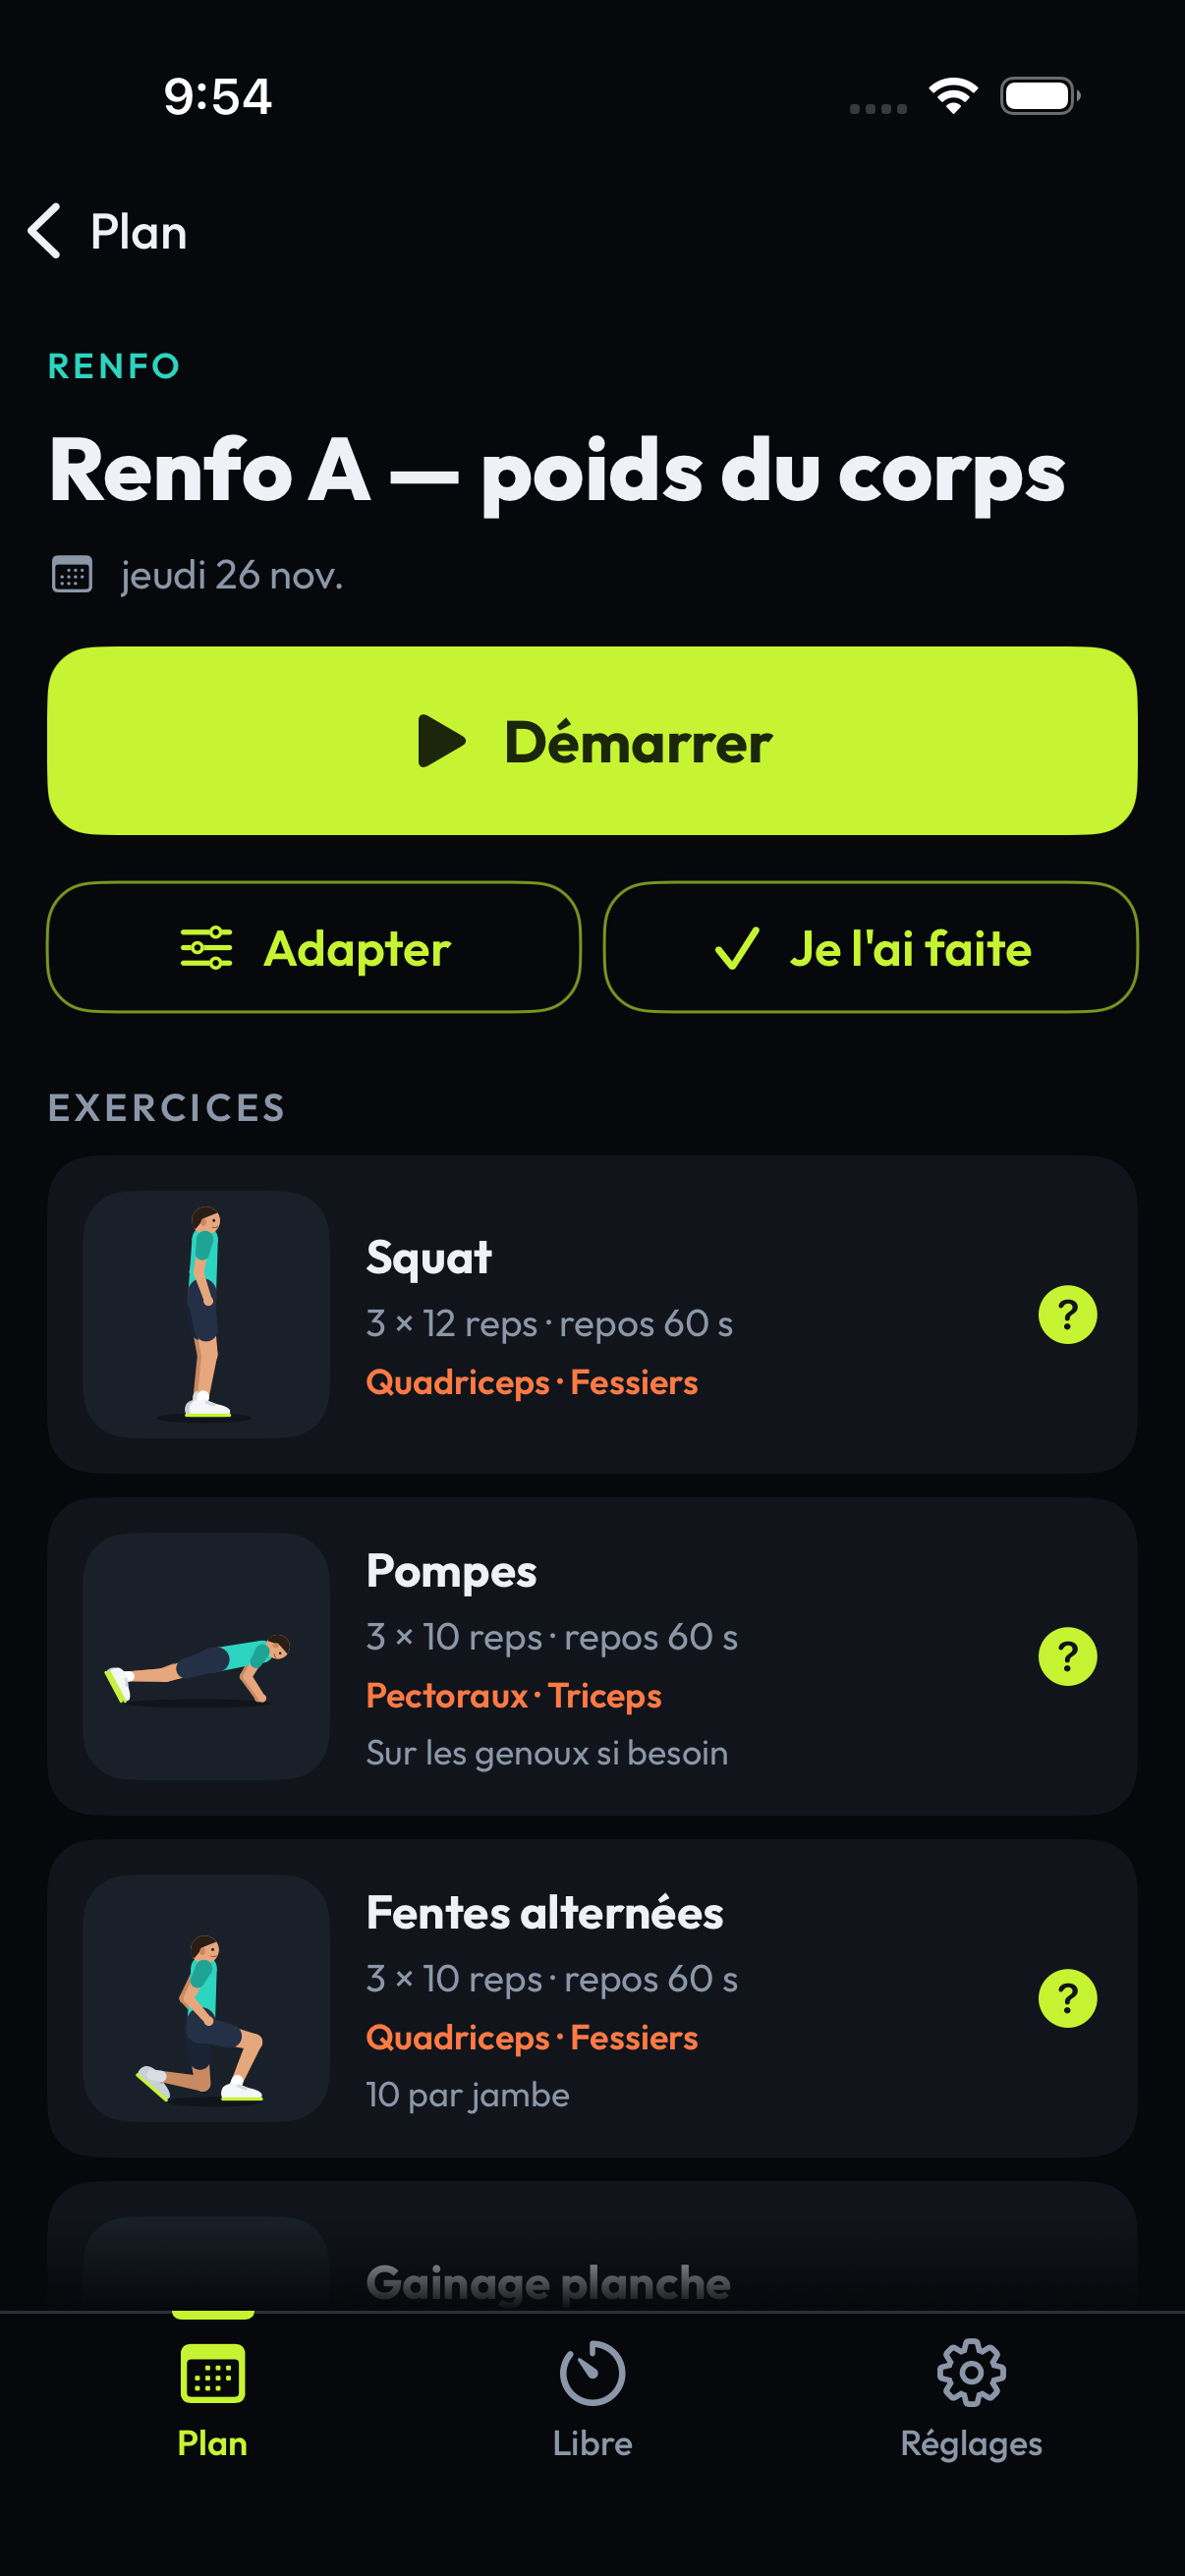 9:54
Plan
RENFO
Renfo A — poids du corps
jeudi 26 nov.
Démarrer
Adapter
Je l'ai faite
EXERCICES
Squat
3 × 12 reps · repos 60 s
Quadriceps · Fessiers
?
Pompes
3 × 10 reps · repos 60 s
Pectoraux · Triceps
Sur les genoux si besoin
?
Fentes alternées
3 × 10 reps · repos 60 s
Quadriceps · Fessiers
10 par jambe
?
Gainage planche
Plan
Libre
Réglages